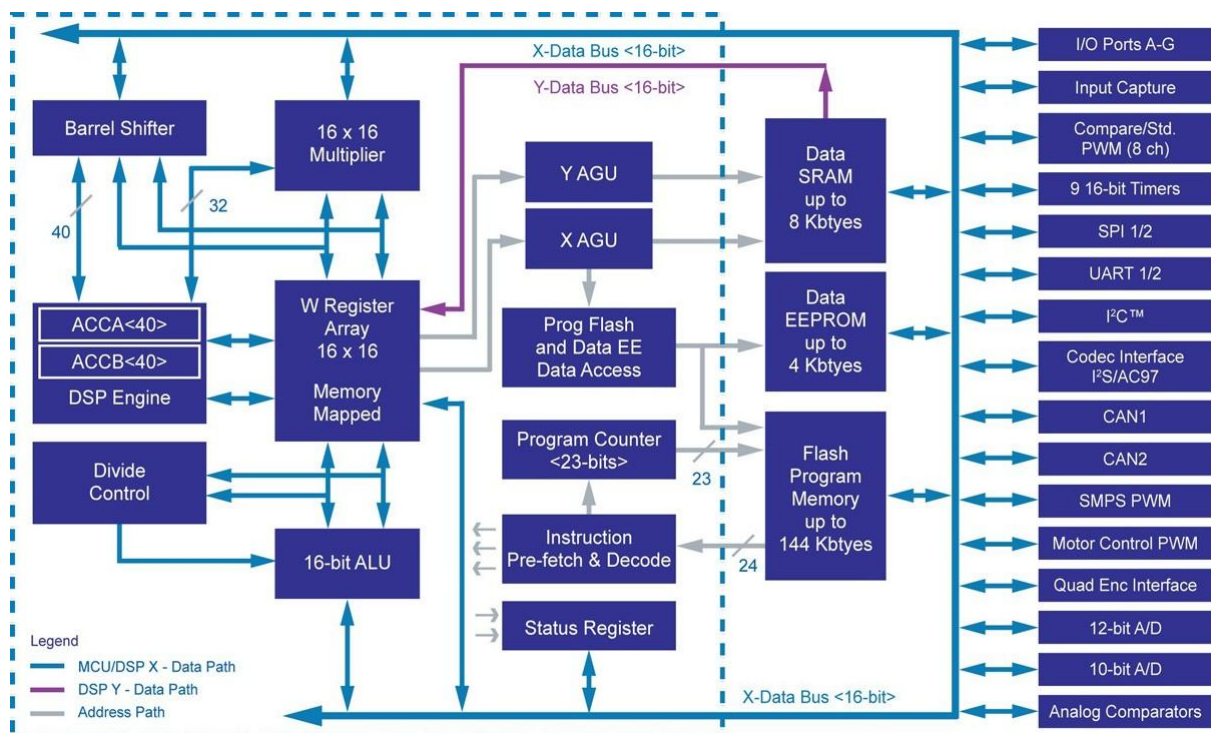 X-Data Bus <16-bit>
Y-Data Bus <16-bit>
Barrel Shifter
16 x 16
Multiplier
40
32
ACCA<40>
ACCB<40>
DSP Engine
W Register
Array
16 x 16
Memory
Mapped
Divide
Control
16-bit ALU
Y AGU
X AGU
Prog Flash
and Data EE
Data Access
Program Counter
<23-bits>
23
Instruction
Pre-fetch & Decode
24
Status Register
Data
SRAM
up to
8 Kbtyes
Data
EEPROM
up to
4 Kbtyes
Flash
Program
Memory
up to
144 Kbtyes
X-Data Bus <16-bit>
I/O Ports A-G
Input Capture
Compare/Std.
PWM (8 ch)
9 16-bit Timers
SPI 1/2
UART 1/2
I²C™
Codec Interface
I²S/AC97
CAN1
CAN2
SMPS PWM
Motor Control PWM
Quad Enc Interface
12-bit A/D
10-bit A/D
Analog Comparators
Legend
MCU/DSP X - Data Path
DSP Y - Data Path
Address Path